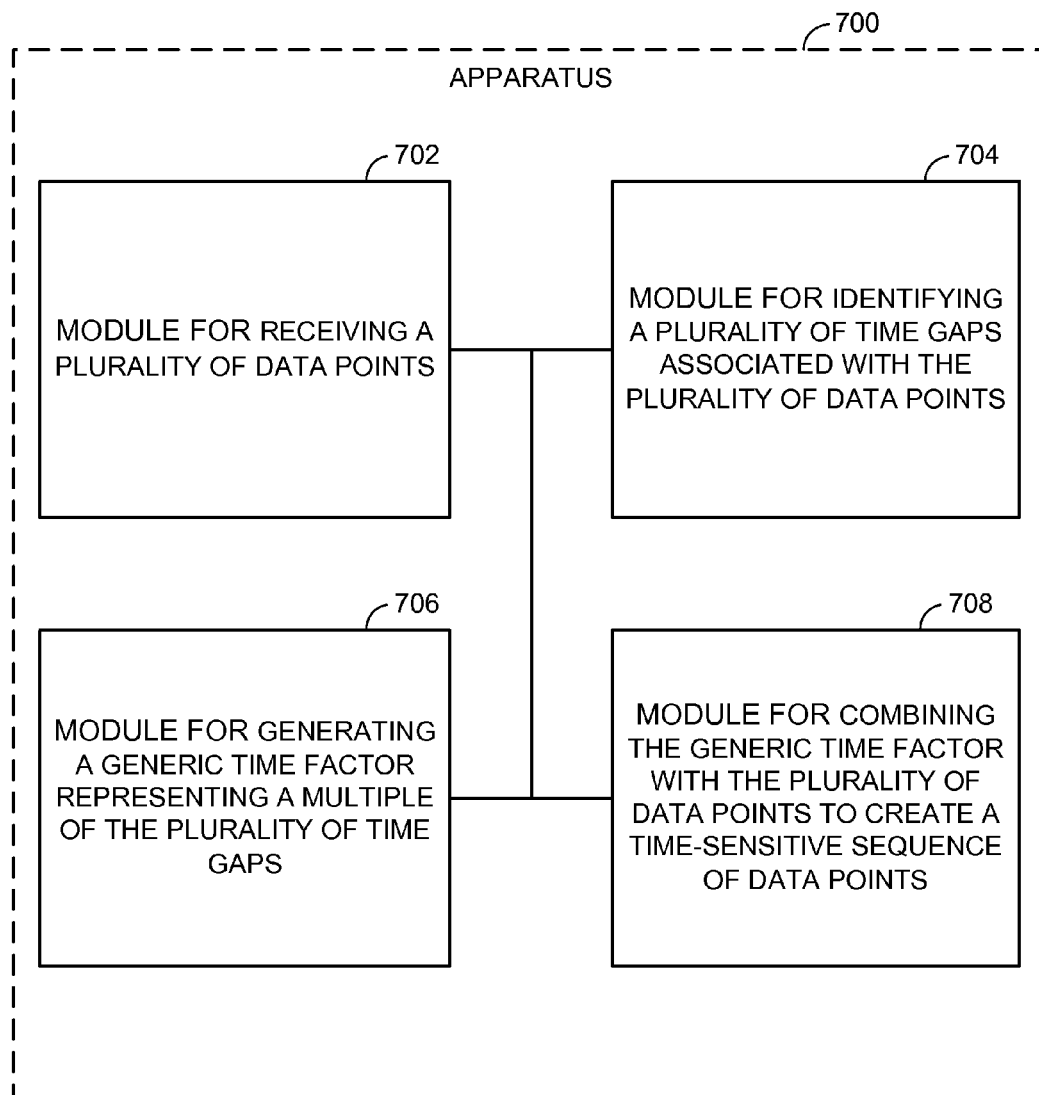 700
APPARATUS
702
MODULE FOR RECEIVING A
PLURALITY OF DATA POINTS
704
MODULE FOR IDENTIFYING
A PLURALITY OF TIME GAPS
ASSOCIATED WITH THE
PLURALITY OF DATA POINTS
706
MODULE FOR GENERATING
A GENERIC TIME FACTOR
REPRESENTING A MULTIPLE
OF THE PLURALITY OF TIME
GAPS
708
MODULE FOR COMBINING
THE GENERIC TIME FACTOR
WITH THE PLURALITY OF
DATA POINTS TO CREATE A
TIME-SENSITIVE SEQUENCE
OF DATA POINTS